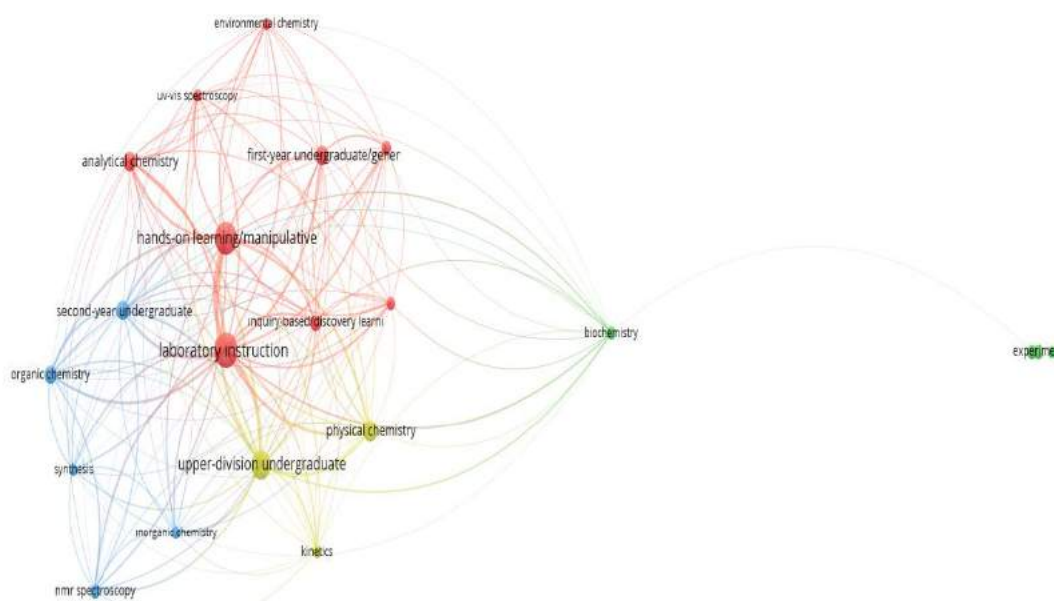 environmental chemistry
uv-vis spectroscopy
analytical chemistry
first-year undergraduate/gener
hands-on learning/manipulative
second-year undergraduate
inquiry-based/discovery learni
biochemistry
laboratory instruction
experime
organic chemistry
physical chemistry
upper-division undergraduate
synthesis
inorganic chemistry
kinetics
nmr spectroscopy